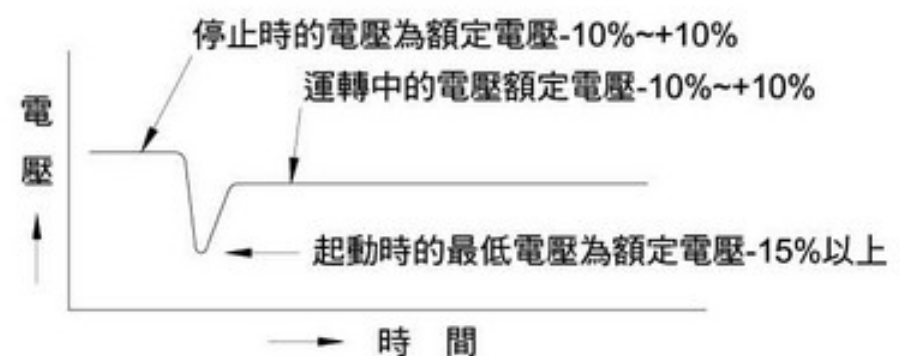 停止時的電壓為額定電壓-10%~+10%
運轉中的電壓額定電壓-10%~+10%
電壓
起動時的最低電壓為額定電壓-15%以上
時 間